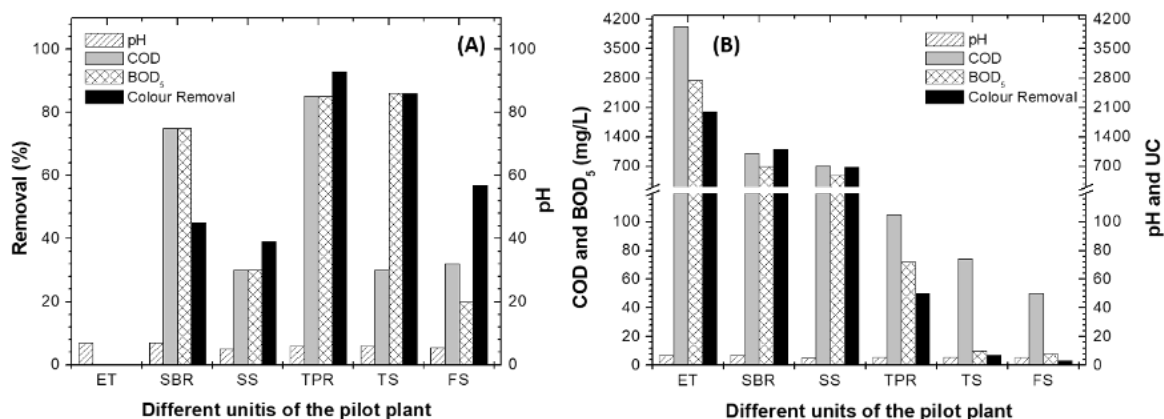 (A)
pH
COD
BOD5
Colour Removal
Removal (%)
100
80
60
40
20
0
100
80
60
40
20
0
pH
ET SBR SS TPR TS FS
Different unitis of the pilot plant
(B)
pH
COD
BOD5
Colour Removal
COD and BOD5 (mg/L)
4200
3500
2800
2100
1400
700
100
80
60
40
20
0
4200
3500
2800
2100
1400
700
100
80
60
40
20
0
pH and UC
ET SBR SS TPR TS FS
Different unitis of the pilot plant